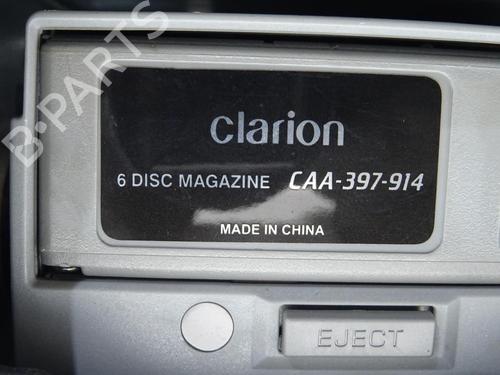 B-PARTS
clarion
6 DISC MAGAZINE CAA-397-914
MADE IN CHINA
EJECT